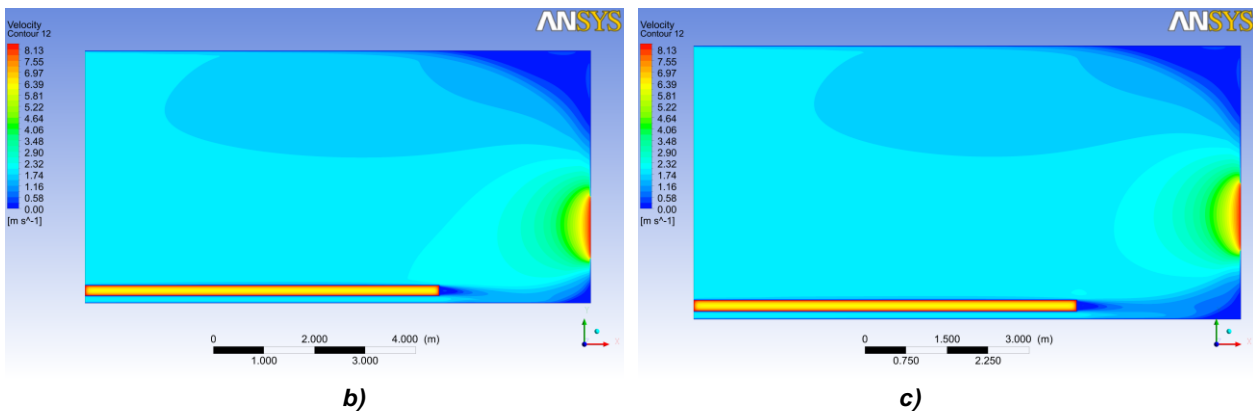 Velocity
Contour 12
8.13
7.55
6.97
6.39
5.81
5.22
4.64
4.06
3.48
2.90
2.32
1.74
1.16
0.58
0.00
[m s^-1]
ANSYS
0 2.000 4.000 (m)
1.000 3.000
b)
Velocity
Contour 12
8.13
7.55
6.97
6.39
5.81
5.22
4.64
4.06
3.48
2.90
2.32
1.74
1.16
0.58
0.00
[m s^-1]
ANSYS
0 1.500 3.000 (m)
0.750 2.250
c)